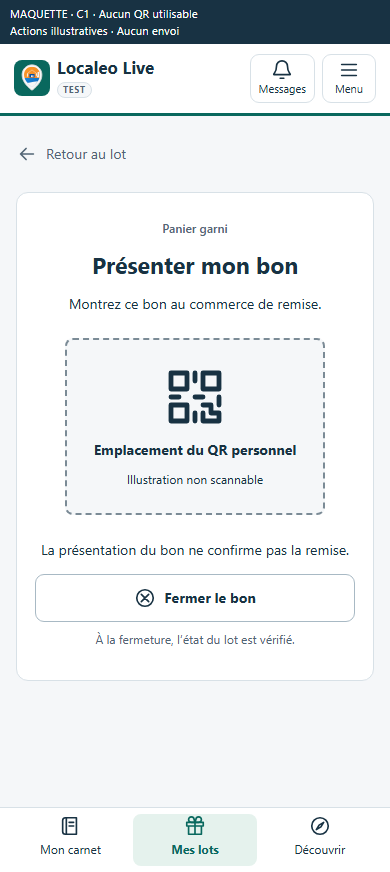 MAQUETTE · C1 · Aucun QR utilisable
Actions illustratives · Aucun envoi
Localeo Live
TEST
Messages
Menu
Retour au lot
Panier garni
Présenter mon bon
Montrez ce bon au commerce de remise.
Emplacement du QR personnel
Illustration non scannable
La présentation du bon ne confirme pas la remise.
Fermer le bon
À la fermeture, l'état du lot est vérifié.
Mon carnet
Mes lots
Découvrir